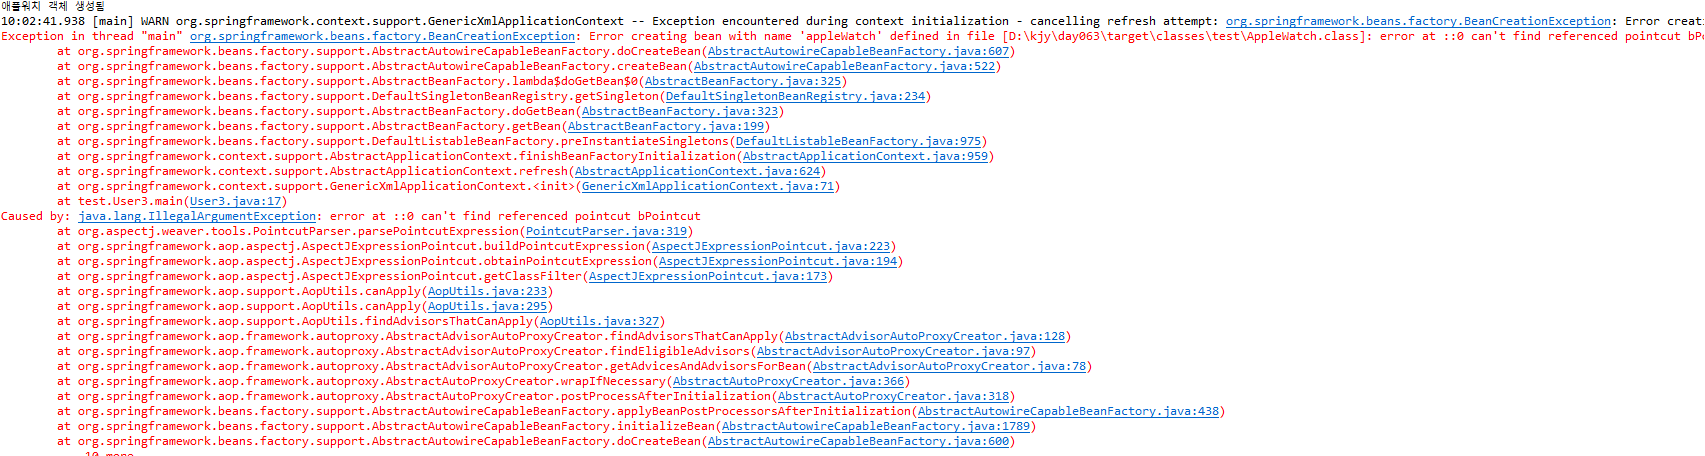 애플워치 객체 생성됨
10:02:41.938 [main] WARN org.springframework.context.support.GenericXmlApplicationContext -- Exception encountered during context initialization - cancelling refresh attempt: org.springframework.beans.factory.BeanCreationException: Error creati
Exception in thread "main" org.springframework.beans.factory.BeanCreationException: Error creating bean with name 'appleWatch' defined in file [D:\kjy\day063\target\classes\test\AppleWatch.class]: error at ::0 can't find referenced pointcut bPo
at org.springframework.beans.factory.support.AbstractAutowireCapableBeanFactory.doCreateBean(AbstractAutowireCapableBeanFactory.java:607)
at org.springframework.beans.factory.support.AbstractAutowireCapableBeanFactory.createBean(AbstractAutowireCapableBeanFactory.java:522)
at org.springframework.beans.factory.support.AbstractBeanFactory.lambda$doGetBean$0(AbstractBeanFactory.java:325)
at org.springframework.beans.factory.support.DefaultSingletonBeanRegistry.getSingleton(DefaultSingletonBeanRegistry.java:234)
at org.springframework.beans.factory.support.AbstractBeanFactory.doGetBean(AbstractBeanFactory.java:323)
at org.springframework.beans.factory.support.AbstractBeanFactory.getBean(AbstractBeanFactory.java:199)
at org.springframework.beans.factory.support.DefaultListableBeanFactory.preInstantiateSingletons(DefaultListableBeanFactory.java:975)
at org.springframework.context.support.AbstractApplicationContext.finishBeanFactoryInitialization(AbstractApplicationContext.java:959)
at org.springframework.context.support.AbstractApplicationContext.refresh(AbstractApplicationContext.java:624)
at org.springframework.context.support.GenericXmlApplicationContext.<init>(GenericXmlApplicationContext.java:71)
at test.User3.main(User3.java:17)
Caused by: java.lang.IllegalArgumentException: error at ::0 can't find referenced pointcut bPointcut
at org.aspectj.weaver.tools.PointcutParser.parsePointcutExpression(PointcutParser.java:319)
at org.springframework.aop.aspectj.AspectJExpressionPointcut.buildPointcutExpression(AspectJExpressionPointcut.java:223)
at org.springframework.aop.aspectj.AspectJExpressionPointcut.obtainPointcutExpression(AspectJExpressionPointcut.java:194)
at org.springframework.aop.aspectj.AspectJExpressionPointcut.getClassFilter(AspectJExpressionPointcut.java:173)
at org.springframework.aop.support.AopUtils.canApply(AopUtils.java:233)
at org.springframework.aop.support.AopUtils.canApply(AopUtils.java:295)
at org.springframework.aop.support.AopUtils.findAdvisorsThatCanApply(AopUtils.java:327)
at org.springframework.aop.framework.autoproxy.AbstractAdvisorAutoProxyCreator.findAdvisorsThatCanApply(AbstractAdvisorAutoProxyCreator.java:128)
at org.springframework.aop.framework.autoproxy.AbstractAdvisorAutoProxyCreator.findEligibleAdvisors(AbstractAdvisorAutoProxyCreator.java:97)
at org.springframework.aop.framework.autoproxy.AbstractAdvisorAutoProxyCreator.getAdvicesAndAdvisorsForBean(AbstractAdvisorAutoProxyCreator.java:78)
at org.springframework.aop.framework.autoproxy.AbstractAutoProxyCreator.wrapIfNecessary(AbstractAutoProxyCreator.java:366)
at org.springframework.aop.framework.autoproxy.AbstractAutoProxyCreator.postProcessAfterInitialization(AbstractAutoProxyCreator.java:318)
at org.springframework.beans.factory.support.AbstractAutowireCapableBeanFactory.applyBeanPostProcessorsAfterInitialization(AbstractAutowireCapableBeanFactory.java:438)
at org.springframework.beans.factory.support.AbstractAutowireCapableBeanFactory.initializeBean(AbstractAutowireCapableBeanFactory.java:1789)
at org.springframework.beans.factory.support.AbstractAutowireCapableBeanFactory.doCreateBean(AbstractAutowireCapableBeanFactory.java:600)